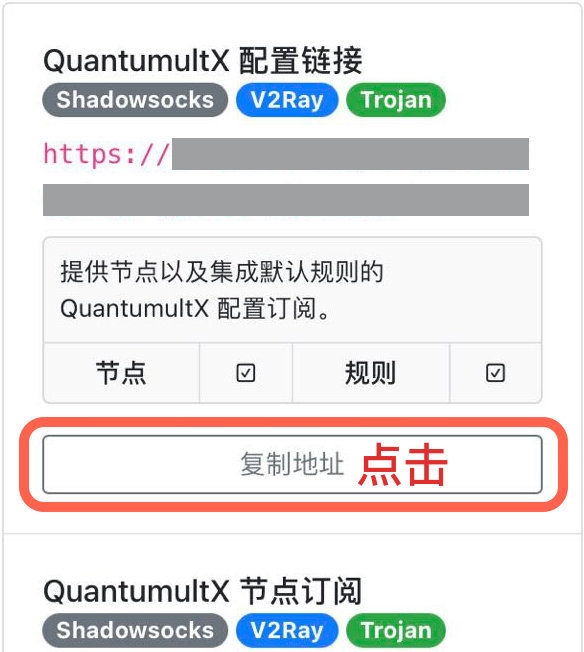 QuantumultX 配置链接
Shadowsocks V2Ray Trojan
https://
提供节点以及集成默认规则的
QuantumultX 配置订阅。
节点 规则
复制地址 点击
QuantumultX 节点订阅
Shadowsocks V2Ray Trojan